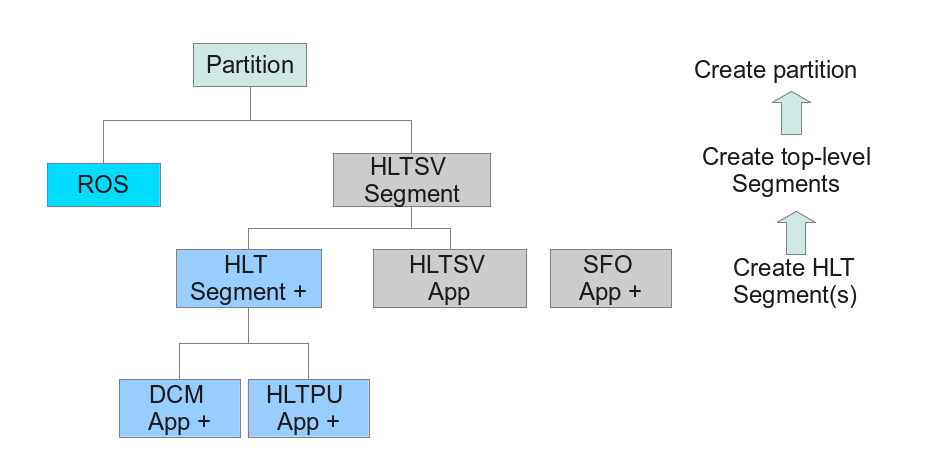 Partition
ROS
HLTSV
Segment
HLT
Segment +
HLTSV
App
SFO
App +
DCM
App +
HLTPU
App +
Create partition
Create top-level
Segments
Create HLT
Segment(s)